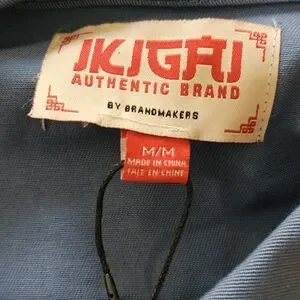 IKIGAI
AUTHENTIC BRAND
BY BRANDMAKERS
M/M
MADE IN CHINA
FAIT EN CHINE